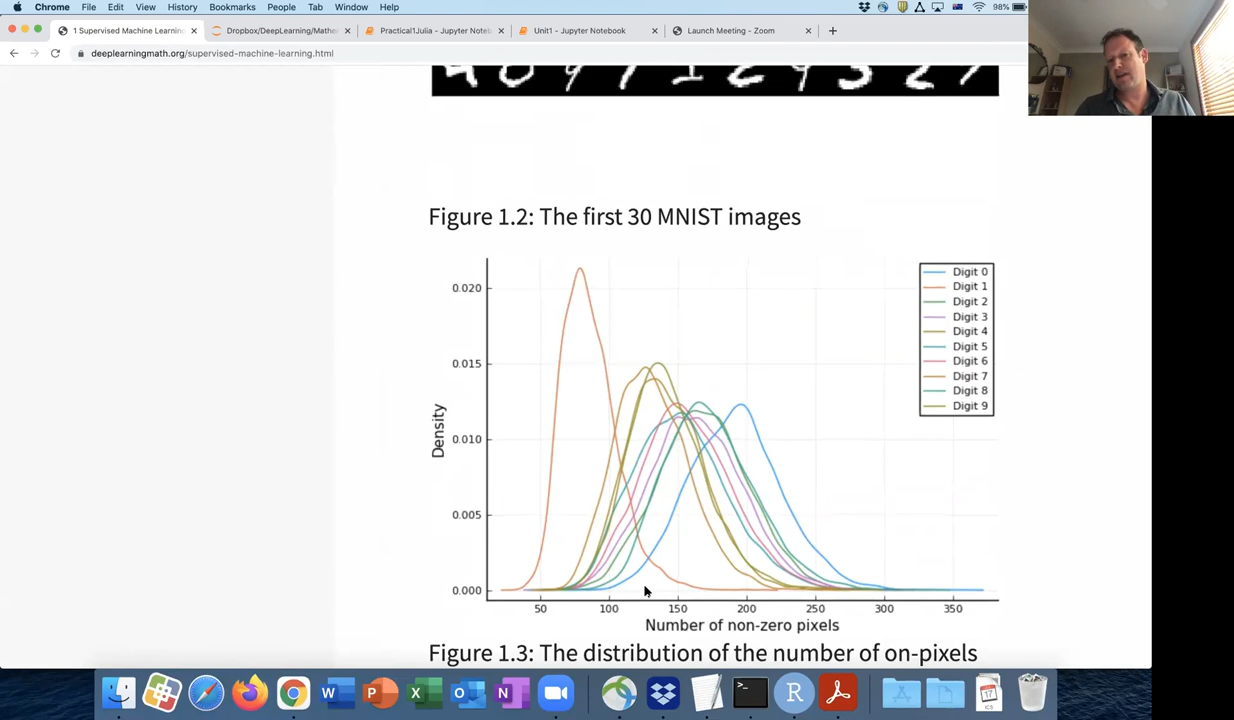 Chrome File Edit View History Bookmarks People Tab Window Help 98%
1 Supervised Machine Learning Dropbox/DeepLearning/Mathe Practical1Julia - Jupyter Noteb Unit1 - Jupyter Notebook Launch Meeting - Zoom
deeplearningmath.org/supervised-machine-learning.html
Figure 1.2: The first 30 MNIST images
Digit 0
Digit 1
Digit 2
Digit 3
Digit 4
Digit 5
Digit 6
Digit 7
Digit 8
Digit 9
0.020
0.015
0.010
0.005
0.000
Density
50 100 150 200 250 300 350
Number of non-zero pixels
Figure 1.3: The distribution of the number of on-pixels